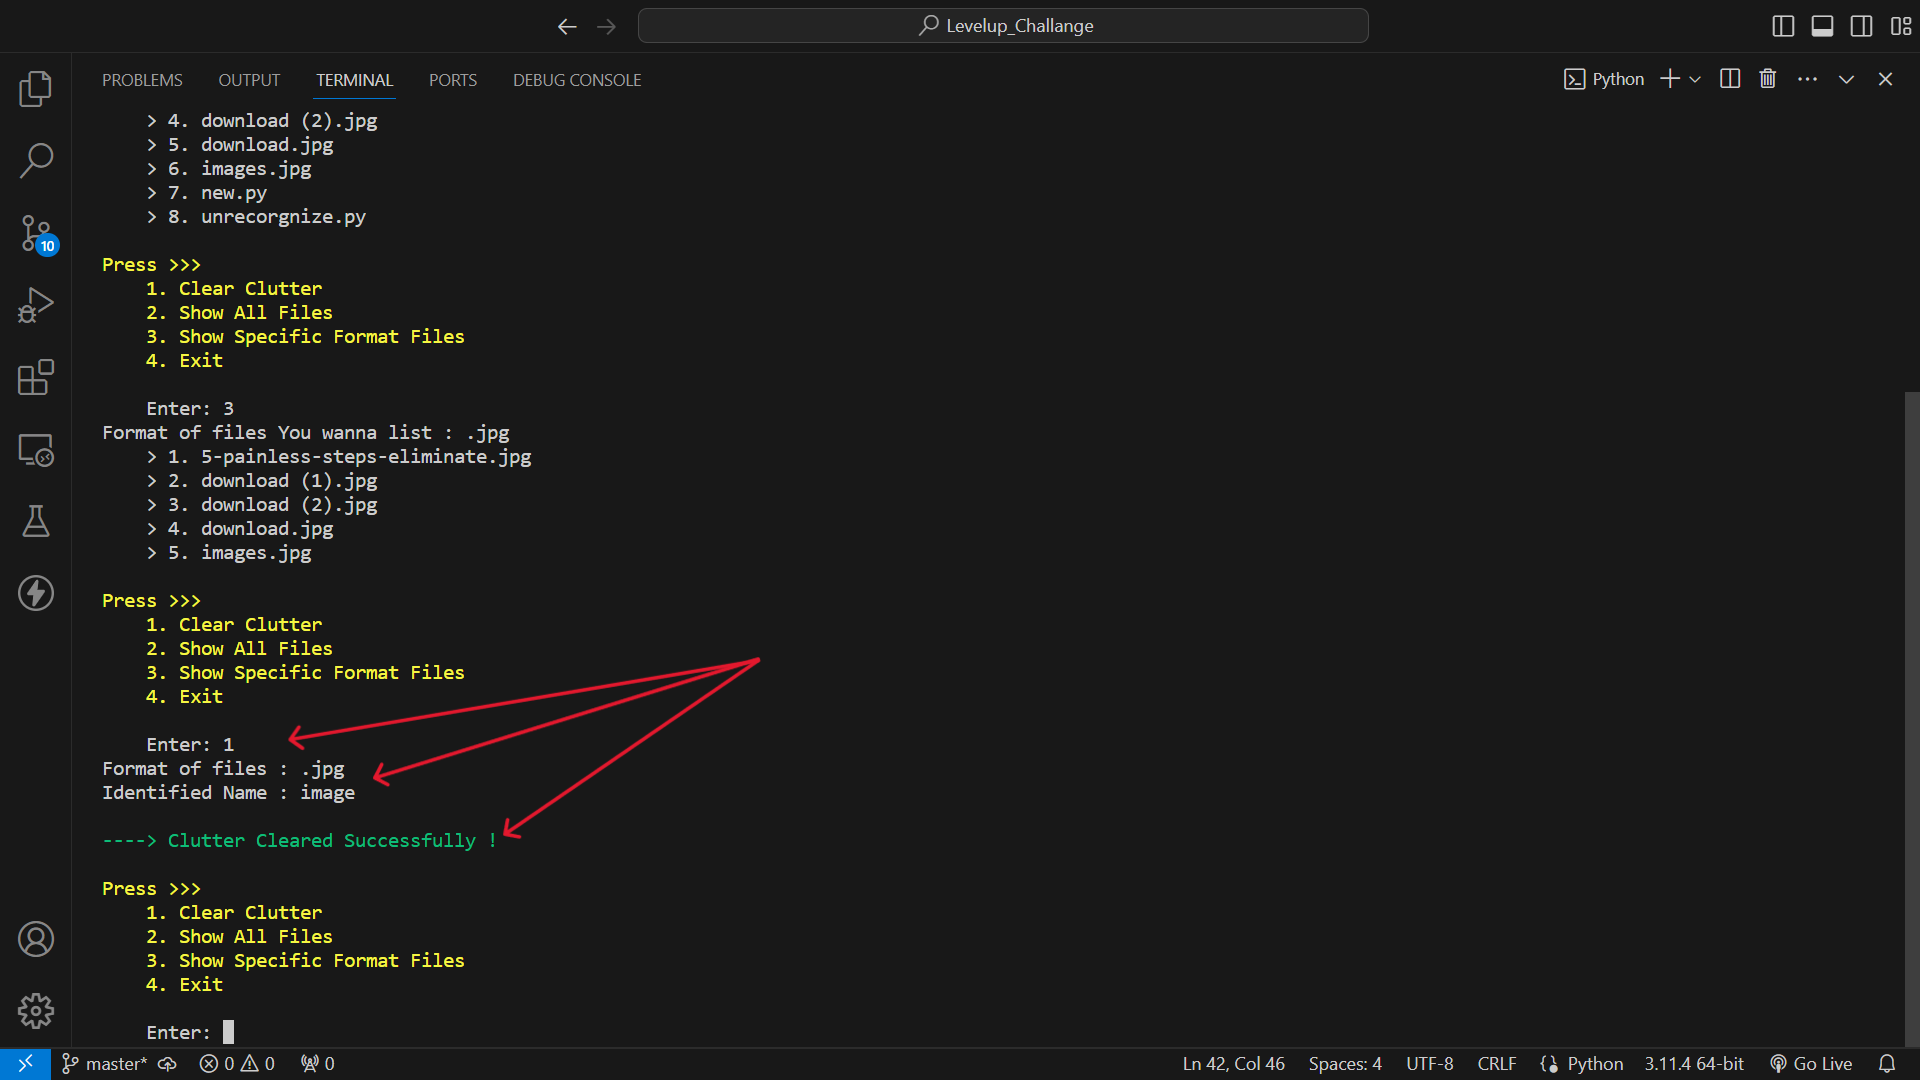 Levelup_Challange
PROBLEMS OUTPUT TERMINAL PORTS DEBUG CONSOLE Python
> 4. download (2).jpg
> 5. download.jpg
> 6. images.jpg
> 7. new.py
> 8. unrecorgnize.py
10
Press >>>
1. Clear Clutter
2. Show All Files
3. Show Specific Format Files
4. Exit
Enter: 3
Format of files You wanna list : .jpg
> 1. 5-painless-steps-eliminate.jpg
> 2. download (1).jpg
> 3. download (2).jpg
> 4. download.jpg
> 5. images.jpg
Press >>>
1. Clear Clutter
2. Show All Files
3. Show Specific Format Files
4. Exit
Enter: 1
Format of files : .jpg
Identified Name : image
----> Clutter Cleared Successfully !
Press >>>
1. Clear Clutter
2. Show All Files
3. Show Specific Format Files
4. Exit
Enter:
master* 0 0 0 Ln 42, Col 46 Spaces: 4 UTF-8 CRLF Python 3.11.4 64-bit Go Live